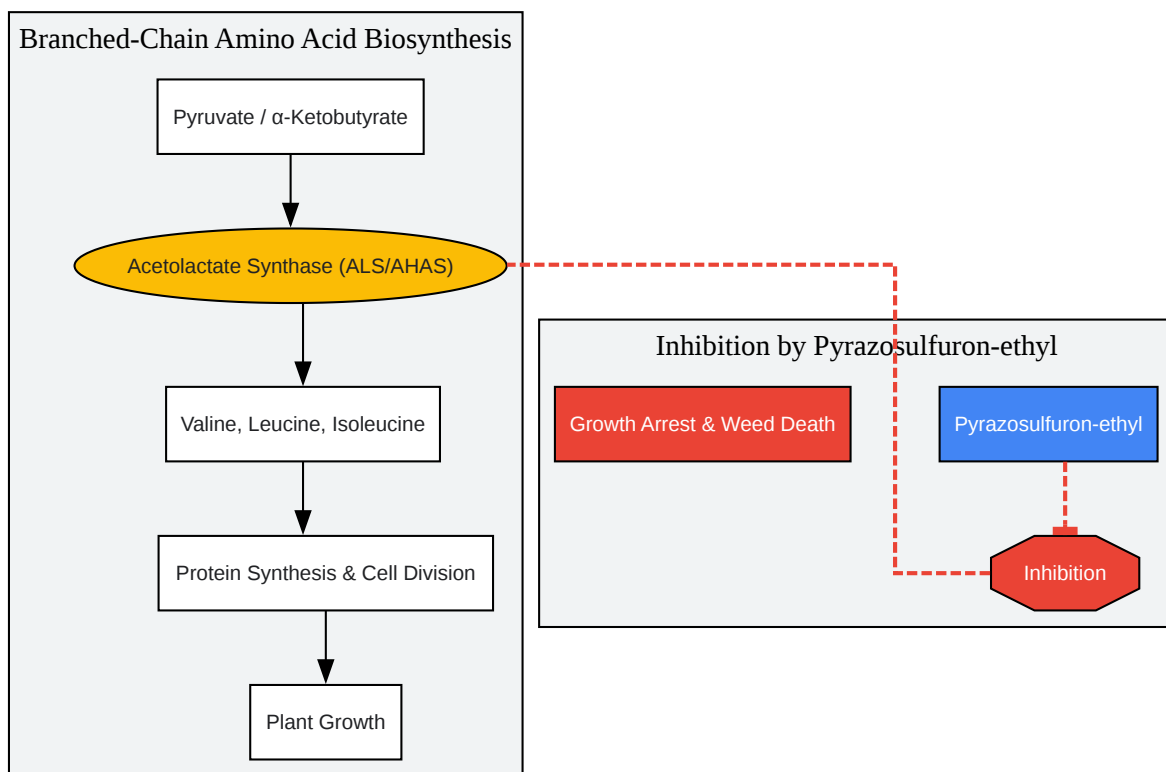 Branched-Chain Amino Acid Biosynthesis
Pyruvate / α-Ketobutyrate
Acetolactate Synthase (ALS/AHAS)
Valine, Leucine, Isoleucine
Protein Synthesis & Cell Division
Plant Growth
Inhibition by Pyrazosulfuron-ethyl
Growth Arrest & Weed Death
Pyrazosulfuron-ethyl
Inhibition